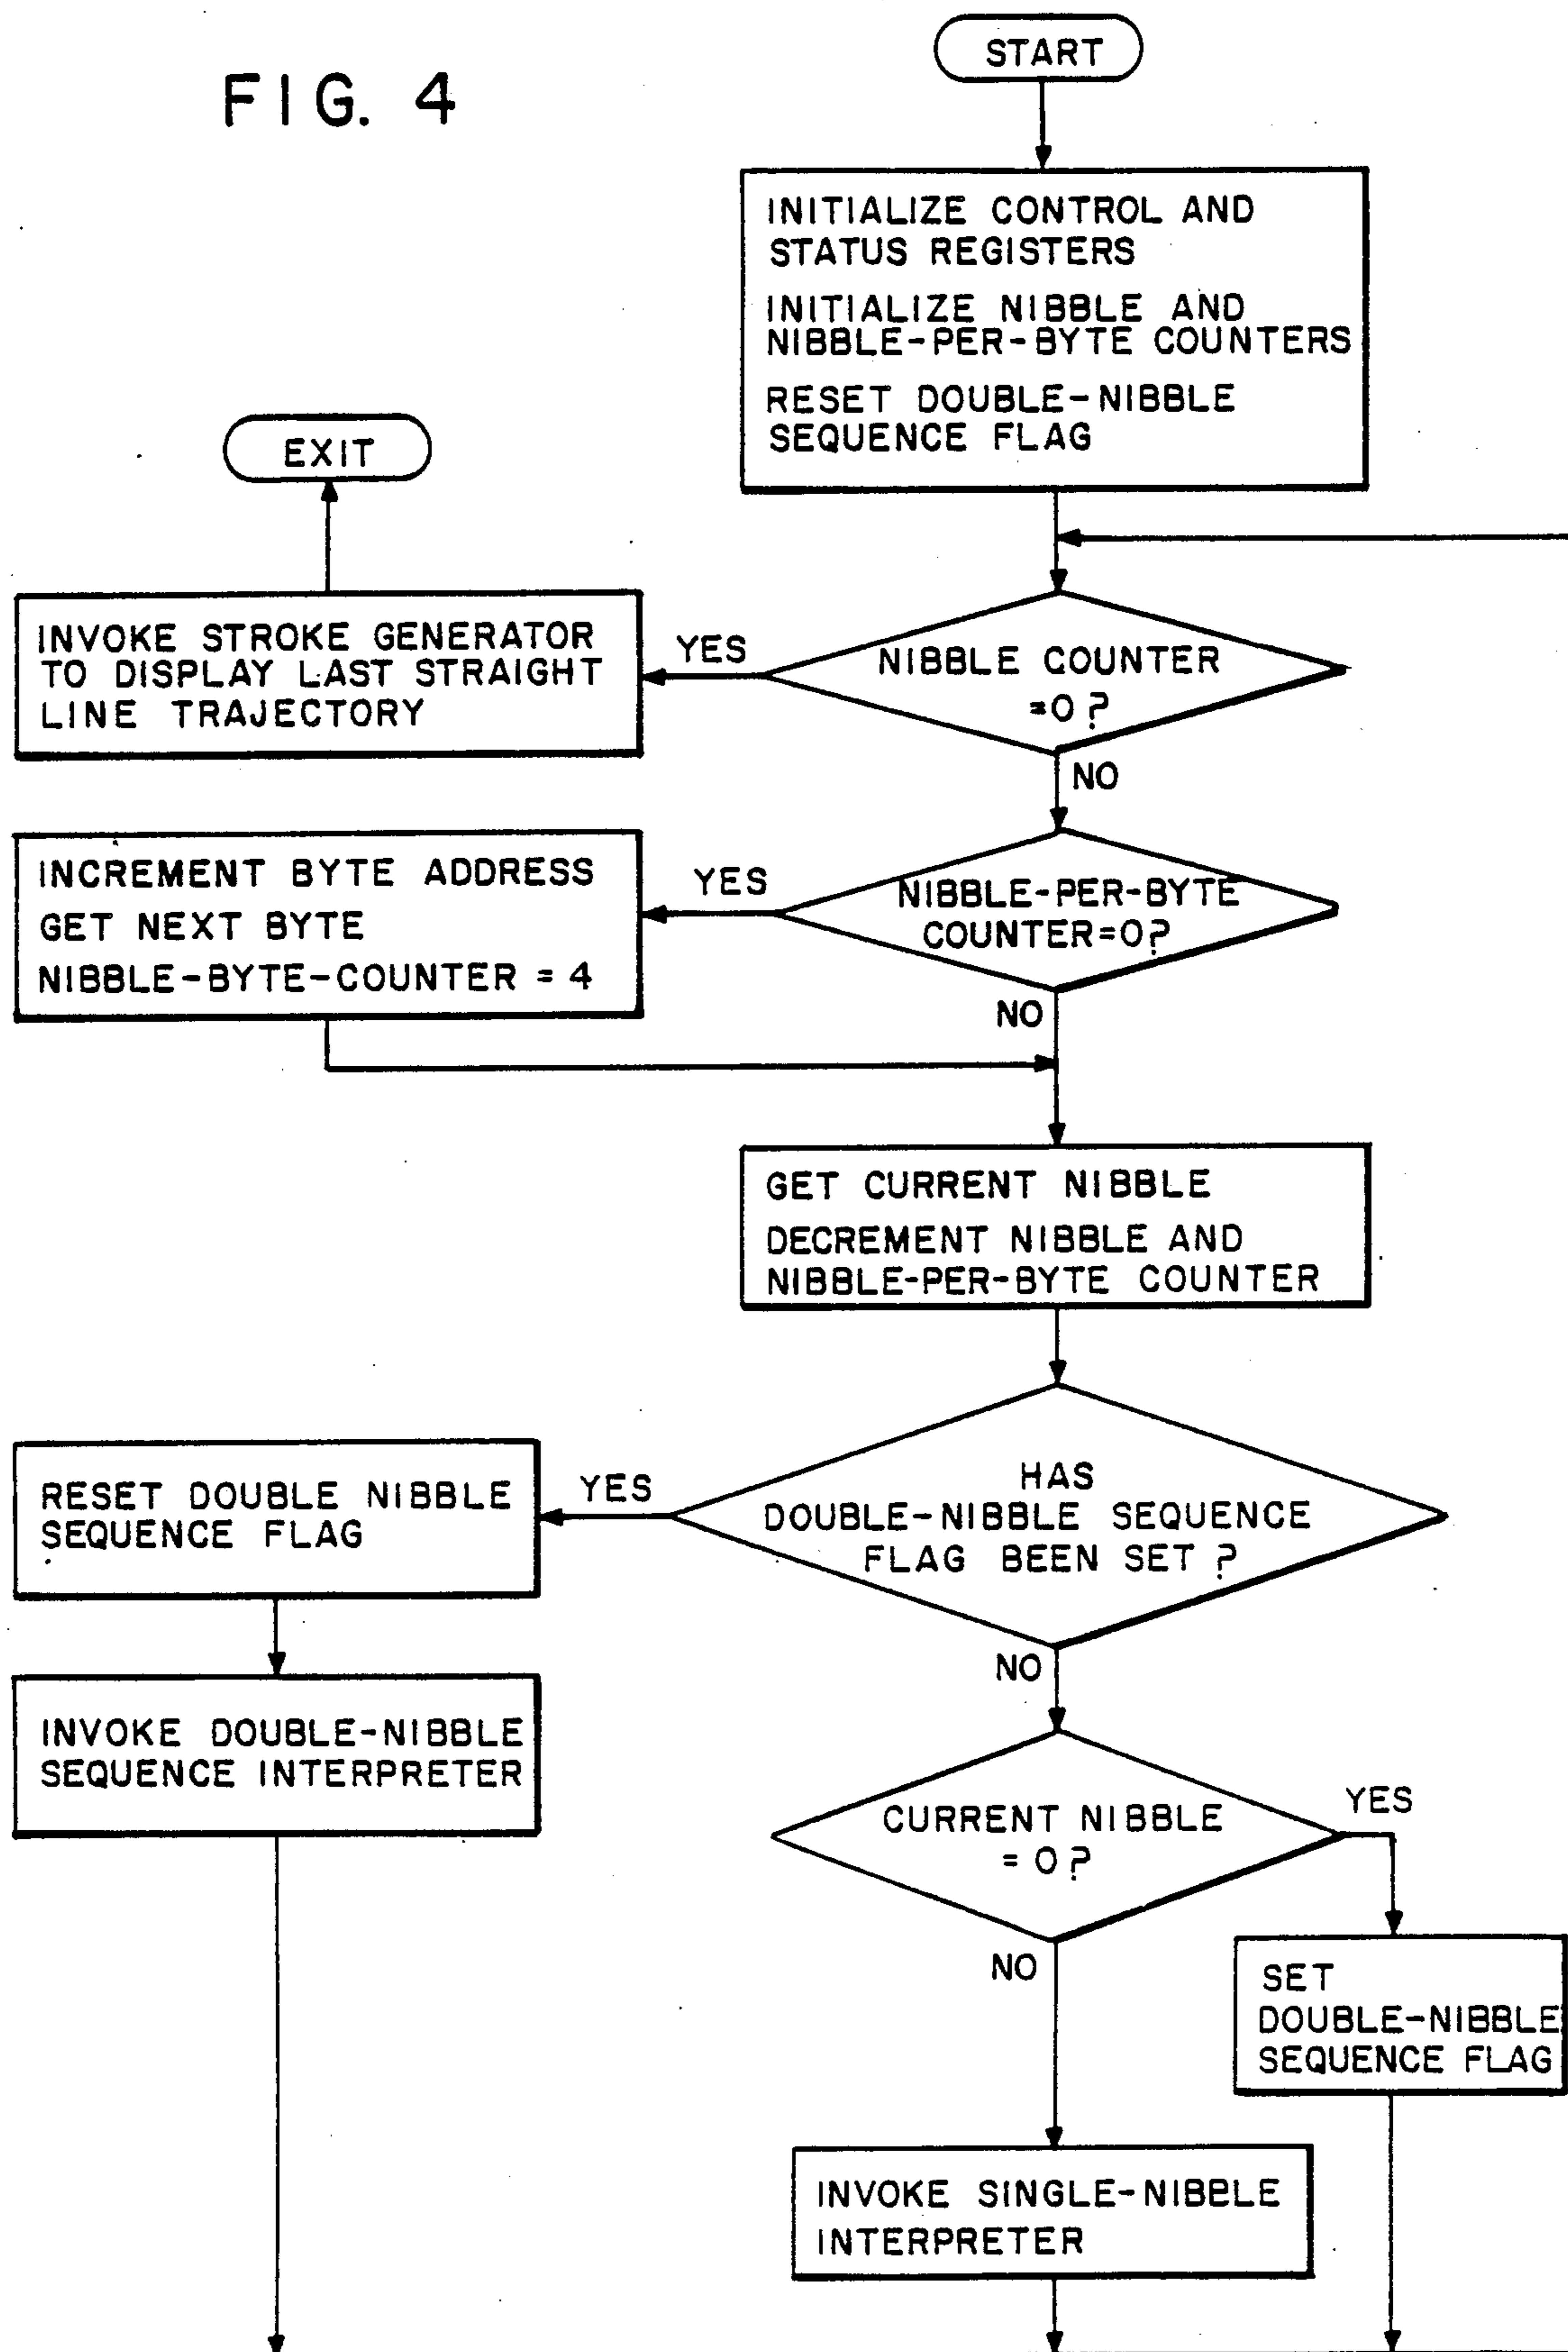 FIG. 4
START
INITIALIZE CONTROL AND
STATUS REGISTERS
INITIALIZE NIBBLE AND
NIBBLE-PER-BYTE COUNTERS
RESET DOUBLE-NIBBLE
SEQUENCE FLAG
EXIT
INVOKE STROKE GENERATOR
TO DISPLAY LAST STRAIGHT
LINE TRAJECTORY
YES
NIBBLE COUNTER
=0?
NO
INCREMENT BYTE ADDRESS
GET NEXT BYTE
NIBBLE-BYTE-COUNTER = 4
YES
NIBBLE-PER-BYTE
COUNTER=0?
NO
GET CURRENT NIBBLE
DECREMENT NIBBLE AND
NIBBLE-PER-BYTE COUNTER
RESET DOUBLE NIBBLE
SEQUENCE FLAG
YES
HAS
DOUBLE-NIBBLE SEQUENCE
FLAG BEEN SET?
NO
INVOKE DOUBLE-NIBBLE
SEQUENCE INTERPRETER
CURRENT NIBBLE
= 0?
YES
NO
SET
DOUBLE-NIBBLE
SEQUENCE FLAG
INVOKE SINGLE-NIBBLE
INTERPRETER